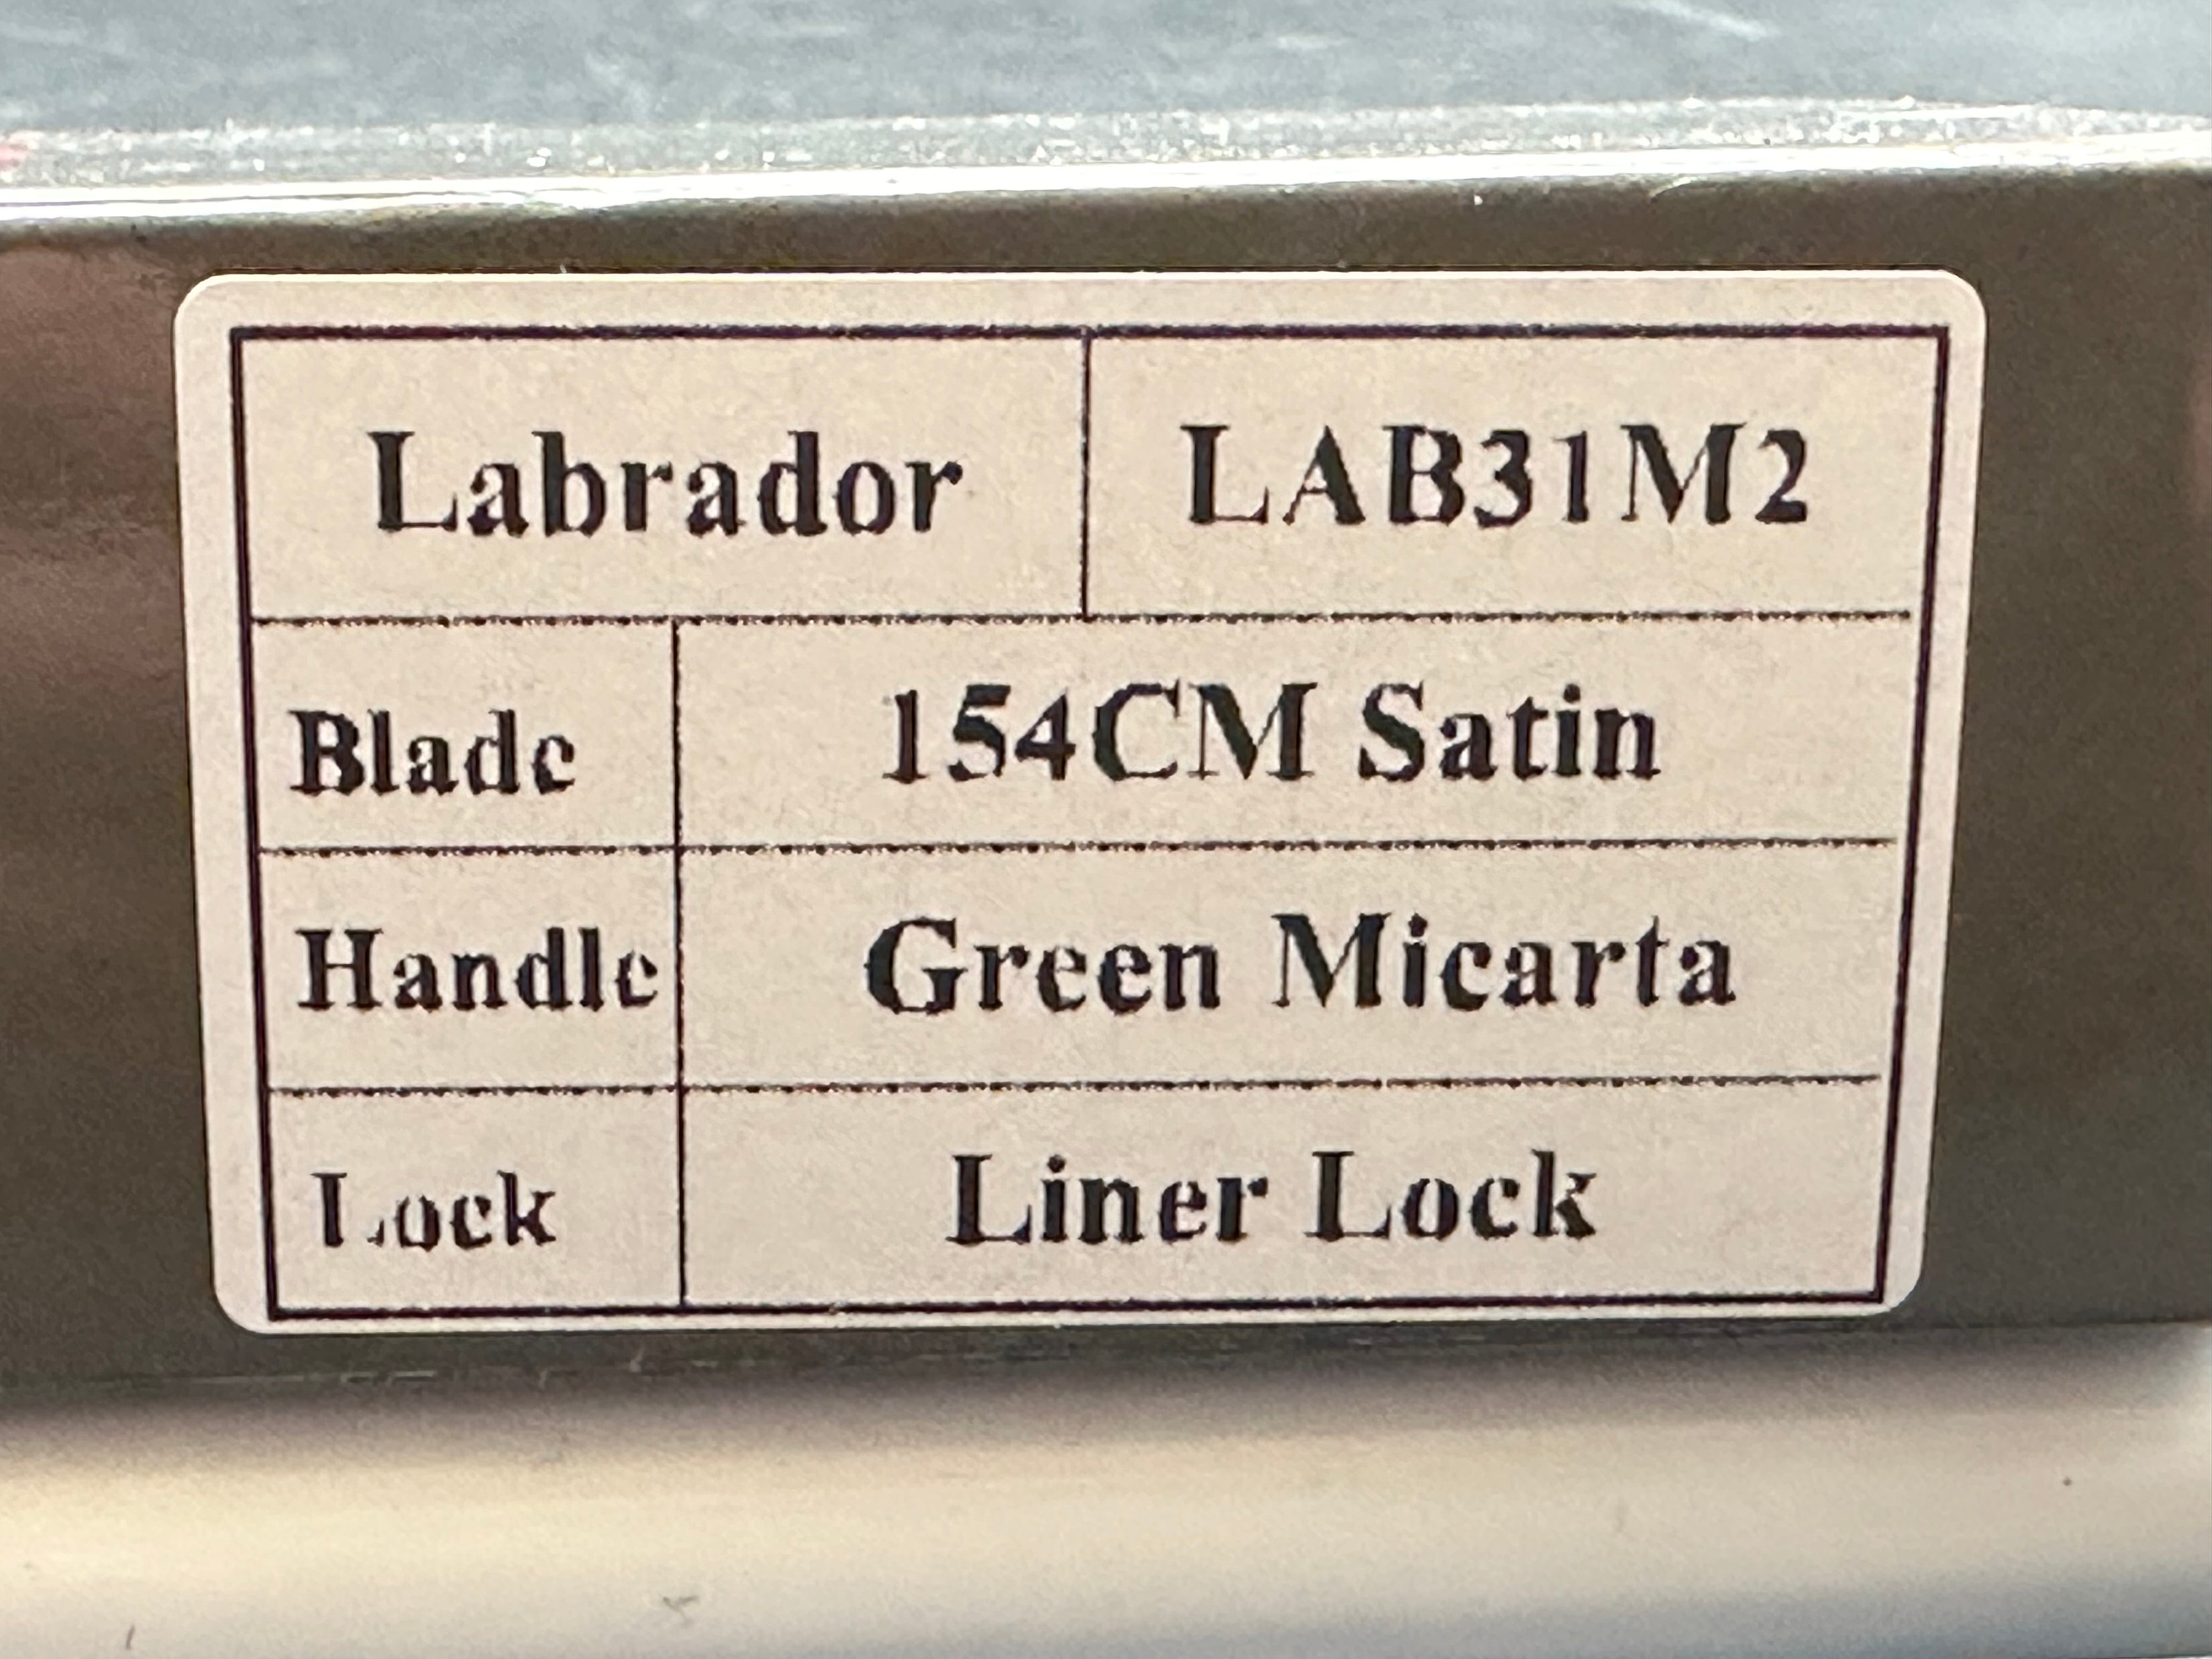 Labrador LAB31M2
Blade 154CM Satin
Handle Green Micarta
Lock Liner Lock